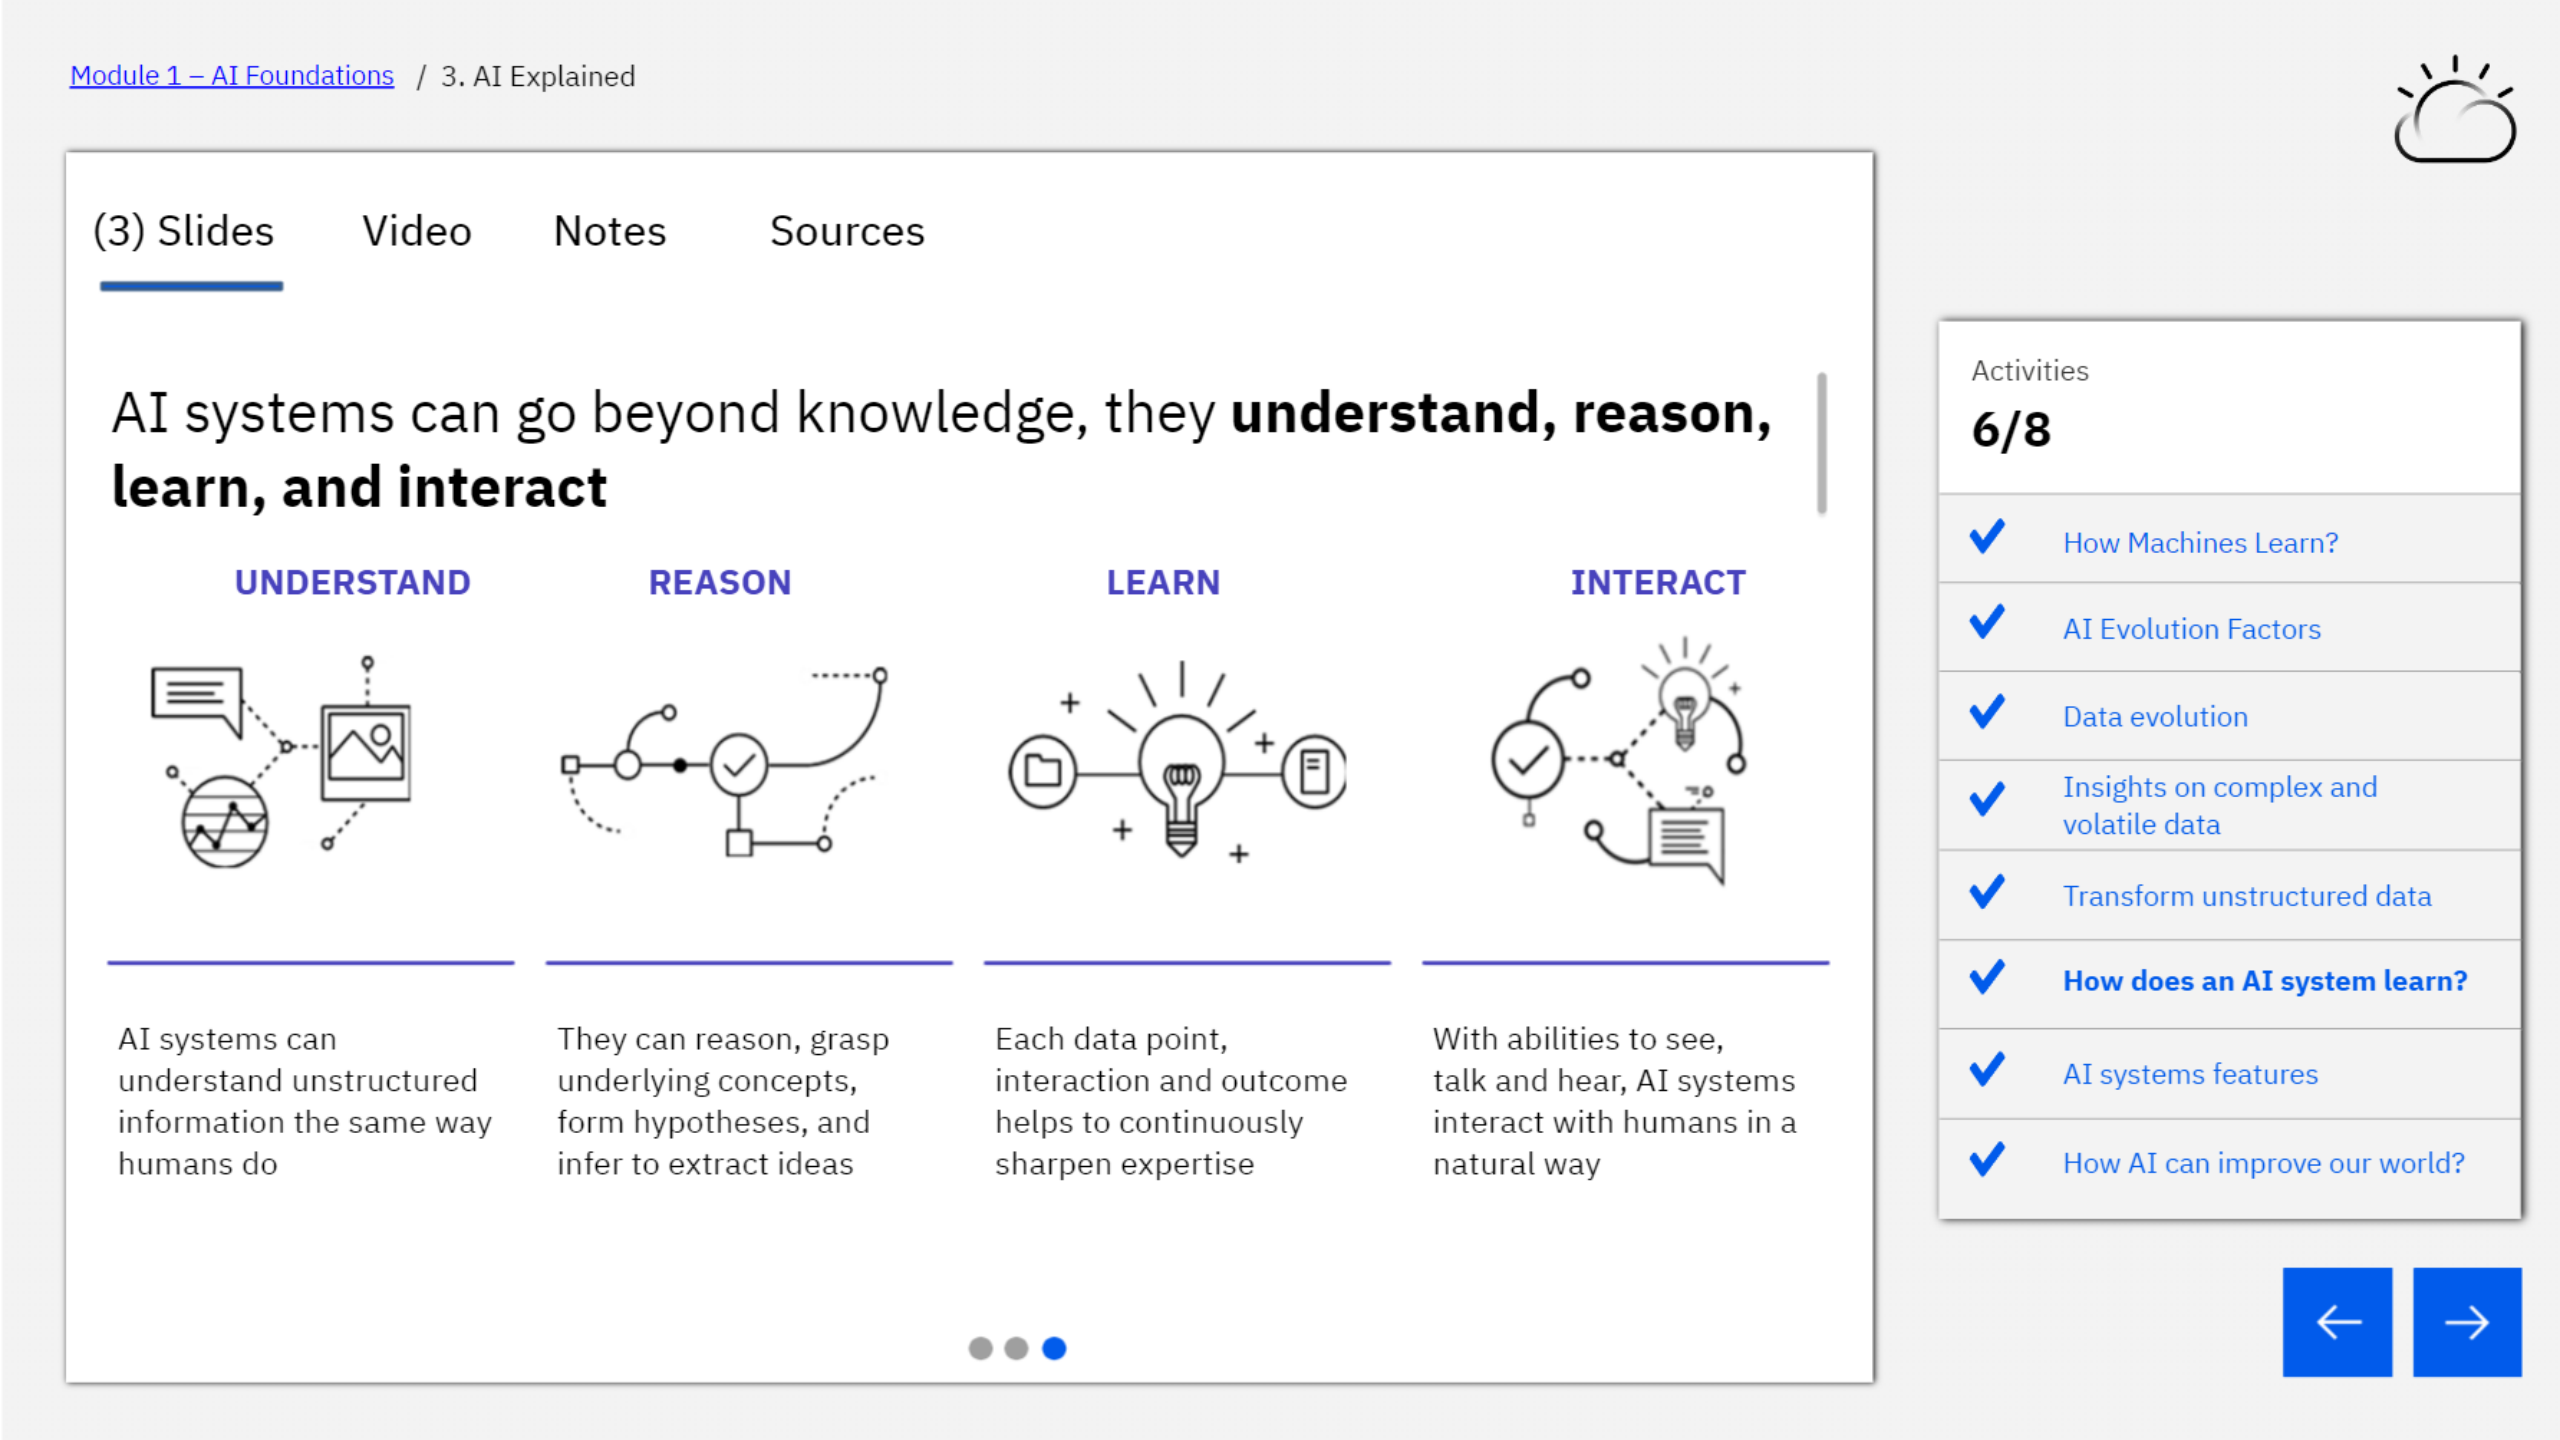 Module 1 – AI Foundations / 3. AI Explained
(3) Slides Video Notes Sources
AI systems can go beyond knowledge, they understand, reason,
learn, and interact
UNDERSTAND REASON LEARN INTERACT
AI systems can
understand unstructured
information the same way
humans do
They can reason, grasp
underlying concepts,
form hypotheses, and
infer to extract ideas
Each data point,
interaction and outcome
helps to continuously
sharpen expertise
With abilities to see,
talk and hear, AI systems
interact with humans in a
natural way
Activities
6/8
How Machines Learn?
AI Evolution Factors
Data evolution
Insights on complex and
volatile data
Transform unstructured data
How does an AI system learn?
AI systems features
How AI can improve our world?